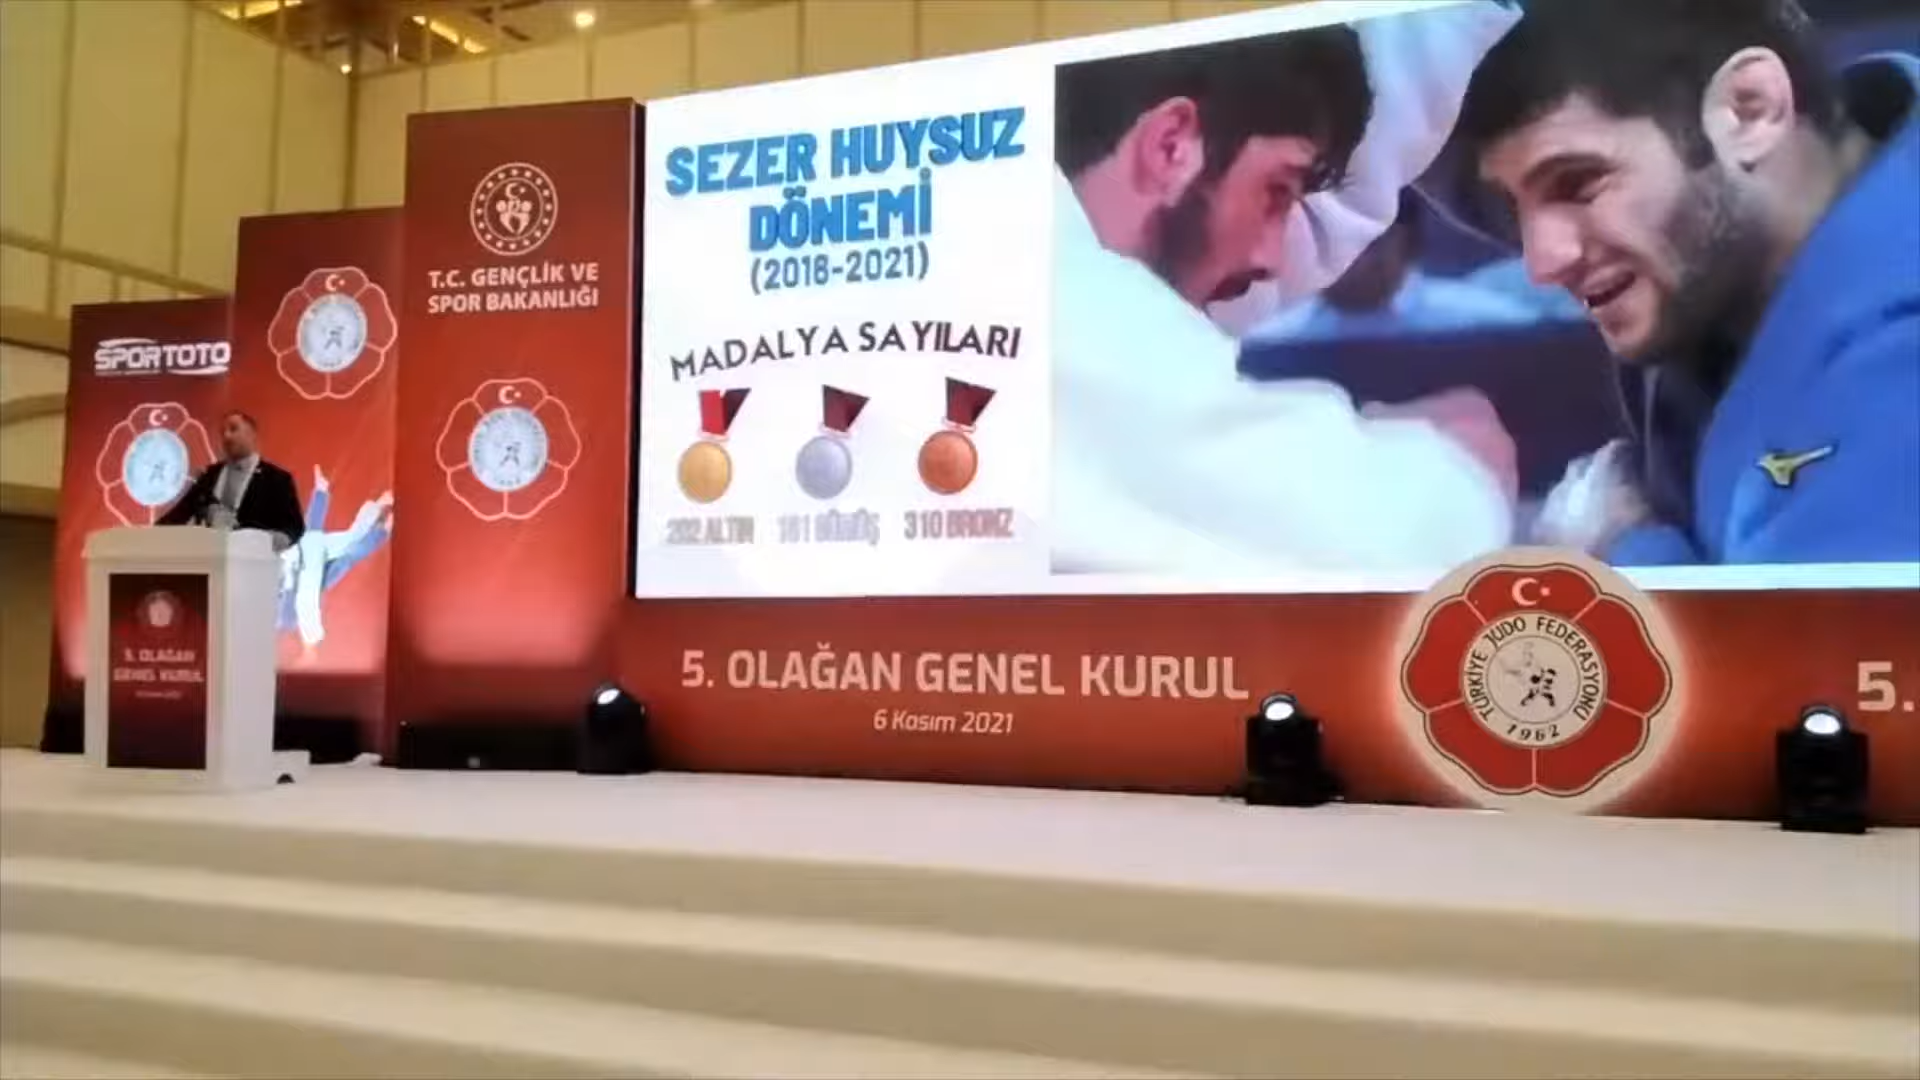 SPORTOTO
T.C. GENÇLİK VE
SPOR BAKANLIĞI
SEZER HUYSUZ
DÖNEMİ
(2018-2021)
MADALYA SAYILARI
310 BRONZ
5. OLAĞAN
GENEL KURUL
5. OLAĞAN GENEL KURUL
6 Kasım 2021
TÜRKİYE JUDO FEDERASYONU
1962
5.